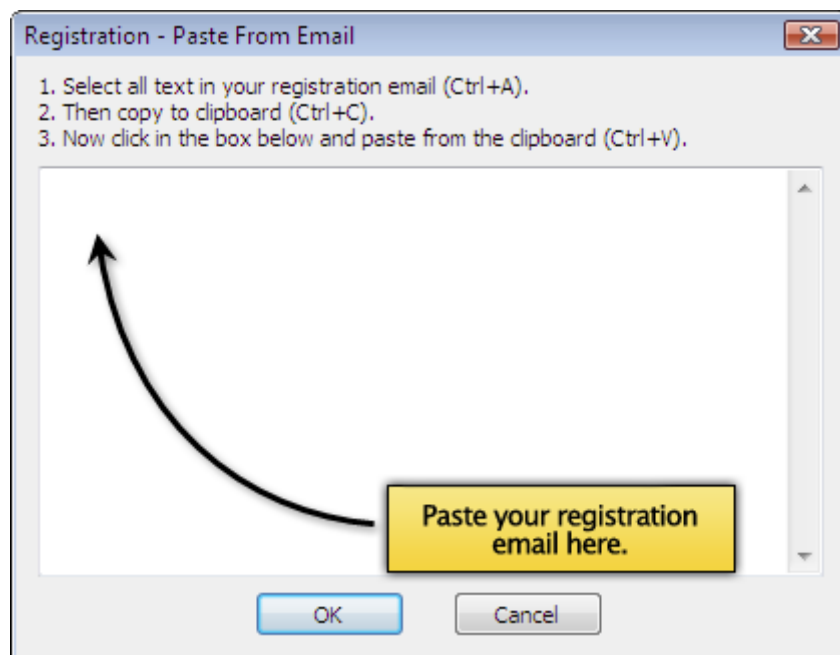 Registration - Paste From Email
1. Select all text in your registration email (Ctrl+A).
2. Then copy to clipboard (Ctrl+C).
3. Now click in the box below and paste from the clipboard (Ctrl+V).
Paste your registration
email here.
OK
Cancel